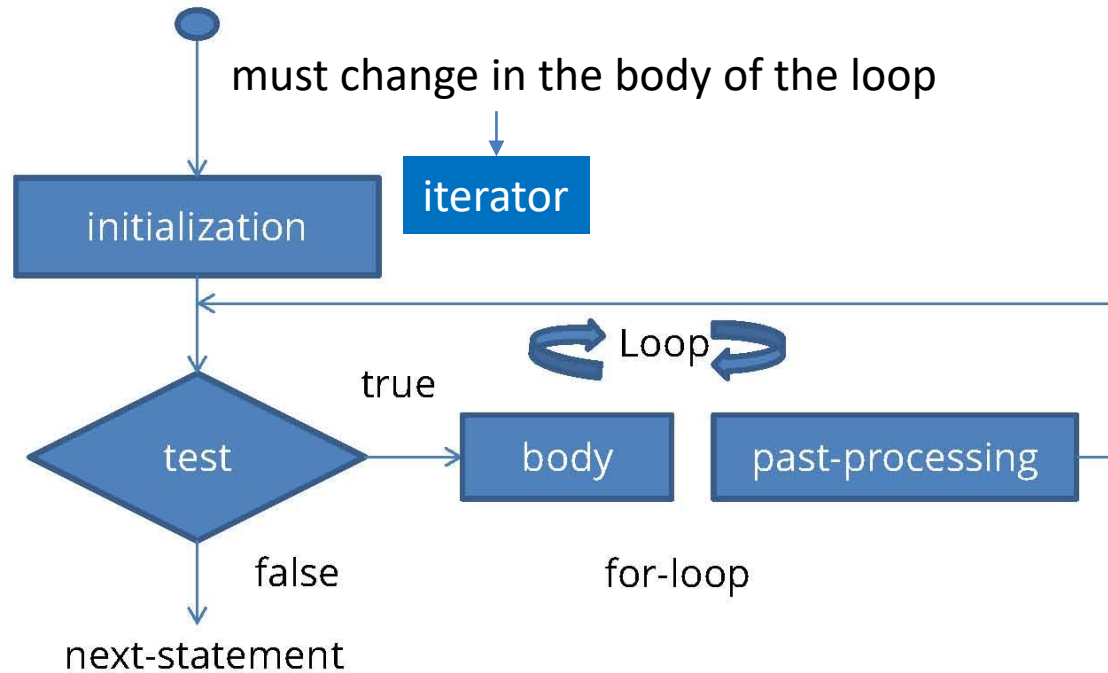 must change in the body of the loop
iterator
initialization
Loop
true
test
body
past-processing
false
for-loop
next-statement